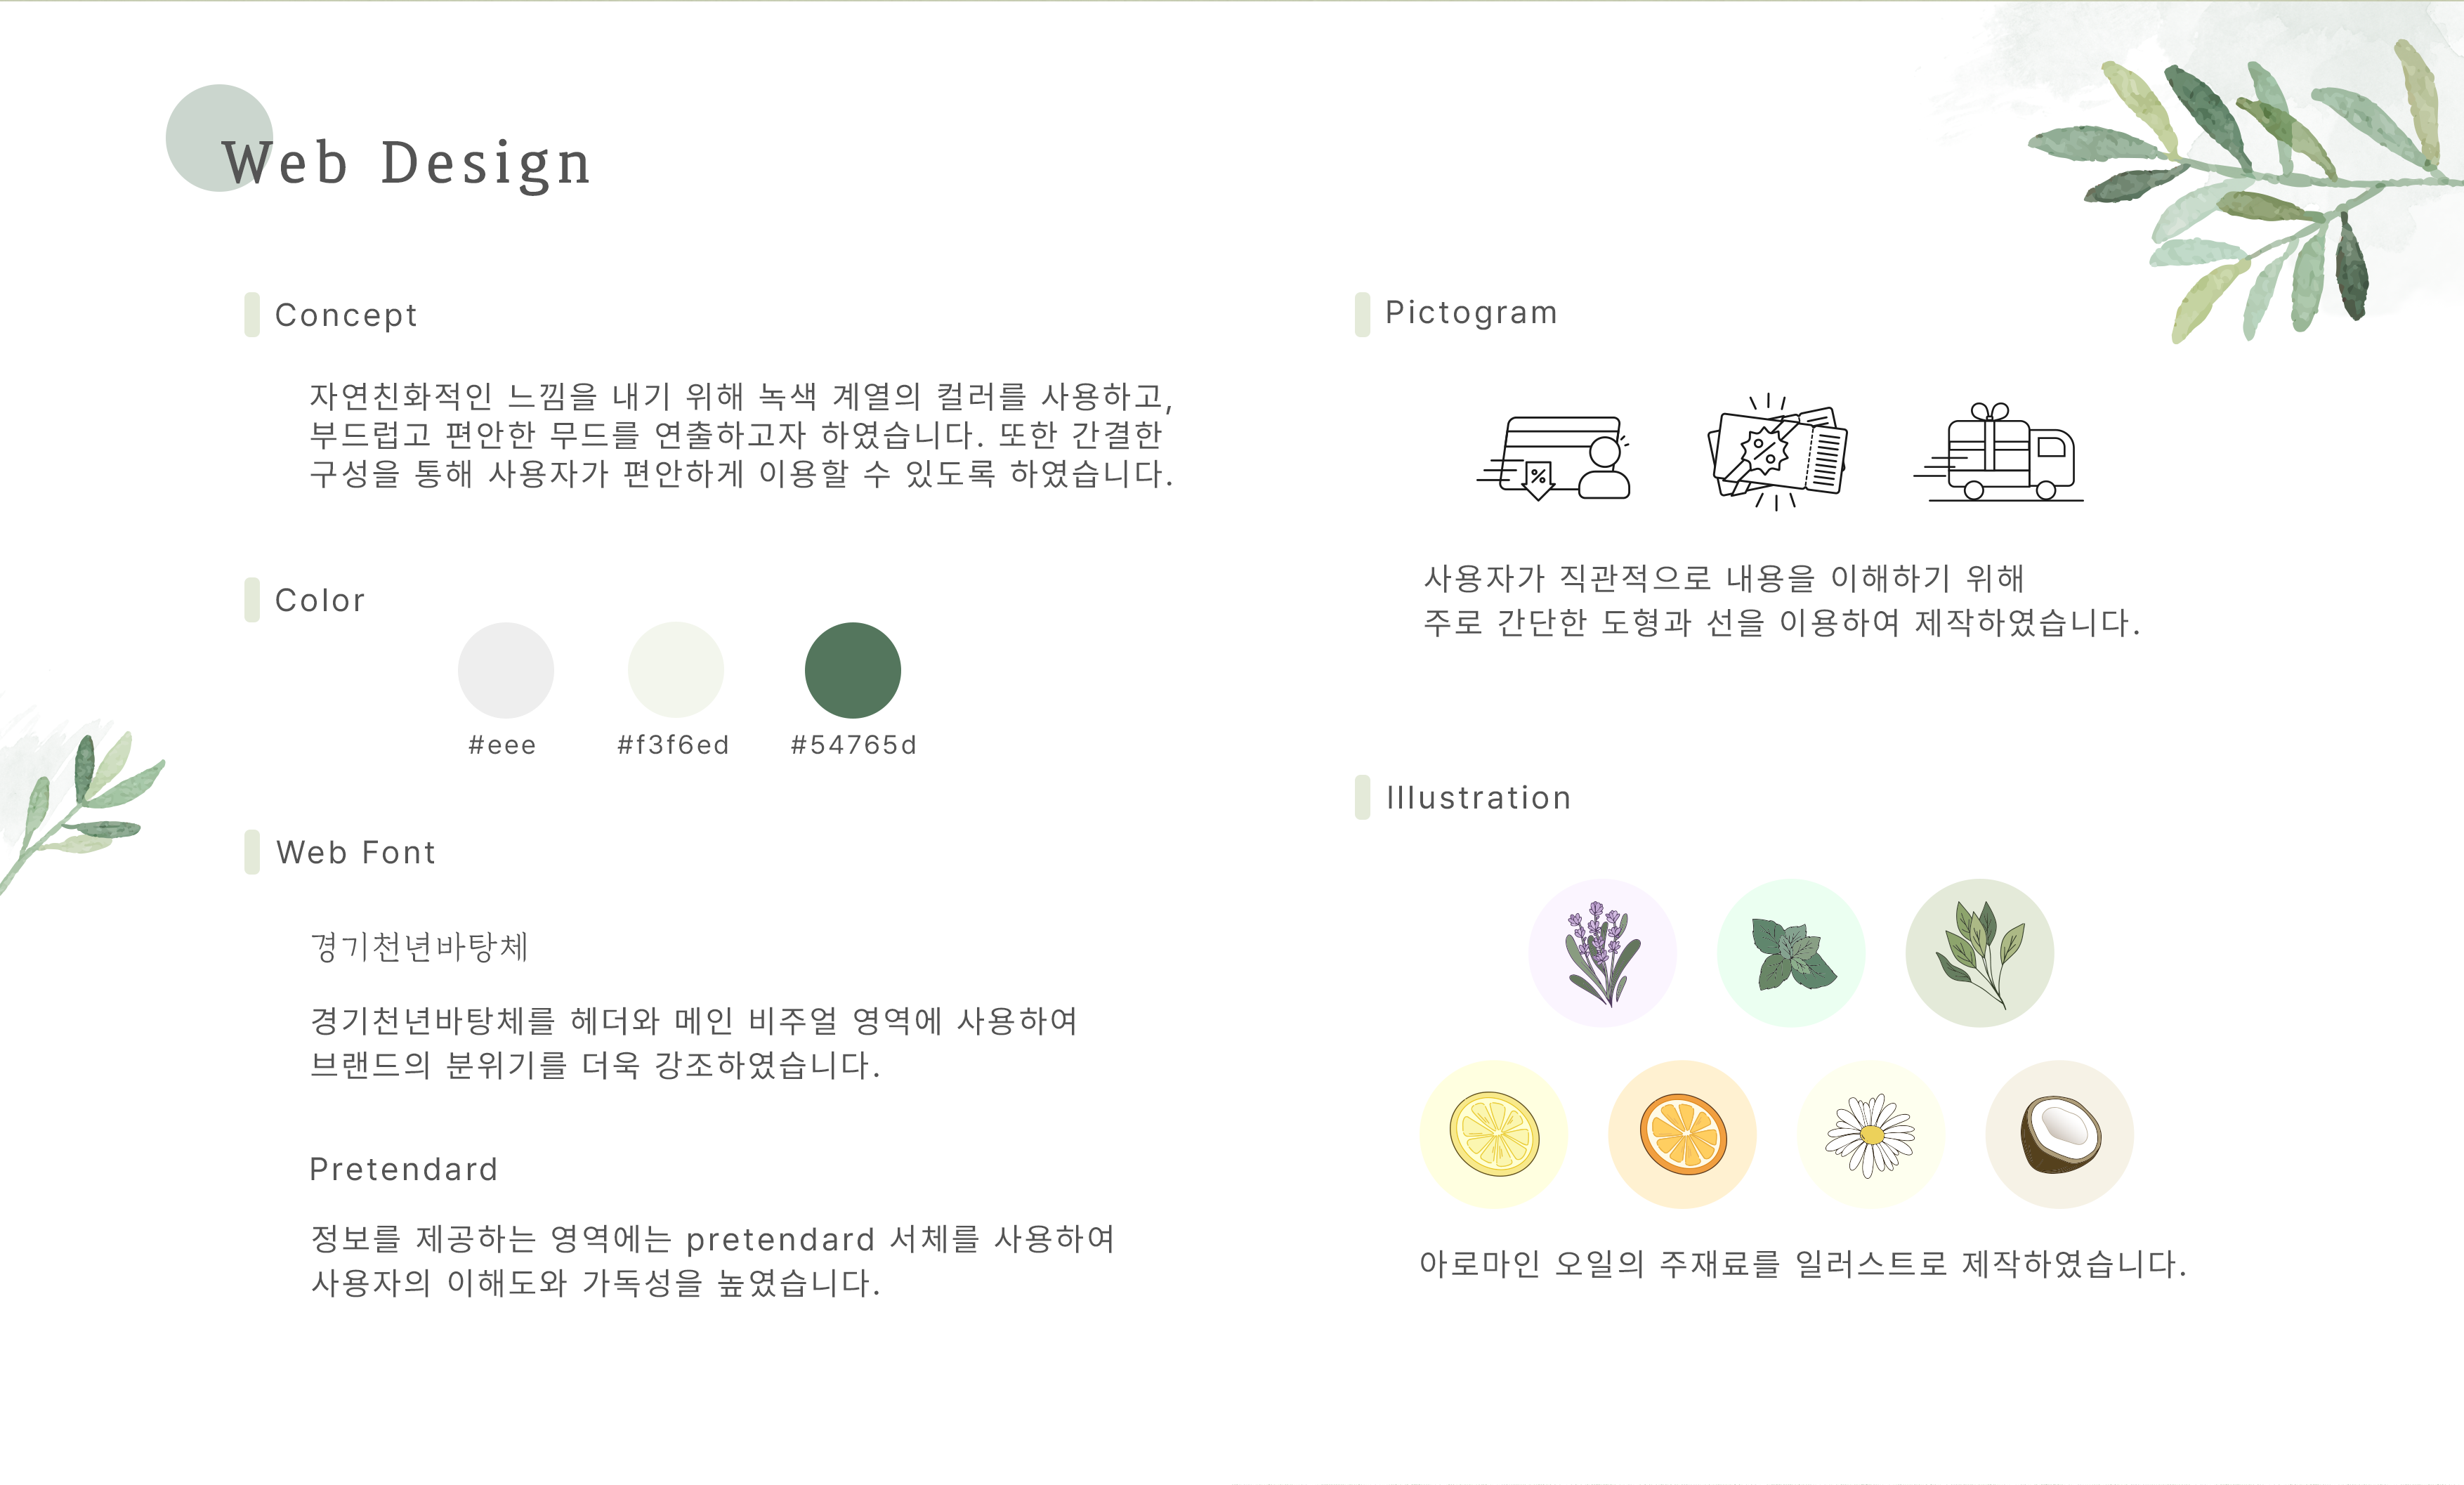 Web Design
Concept
자연친화적인 느낌을 내기 위해 녹색 계열의 컬러를 사용하고,
부드럽고 편안한 무드를 연출하고자 하였습니다. 또한 간결한
구성을 통해 사용자가 편안하게 이용할 수 있도록 하였습니다.
Color
#eee
#f3f6ed
#54765d
Web Font
경기천년바탕체
경기천년바탕체를 헤더와 메인 비주얼 영역에 사용하여
브랜드의 분위기를 더욱 강조하였습니다.
Pretendard
정보를 제공하는 영역에는 pretendard 서체를 사용하여
사용자의 이해도와 가독성을 높였습니다.
Pictogram
%
%
사용자가 직관적으로 내용을 이해하기 위해
주로 간단한 도형과 선을 이용하여 제작하였습니다.
Illustration
아로마인 오일의 주재료를 일러스트로 제작하였습니다.